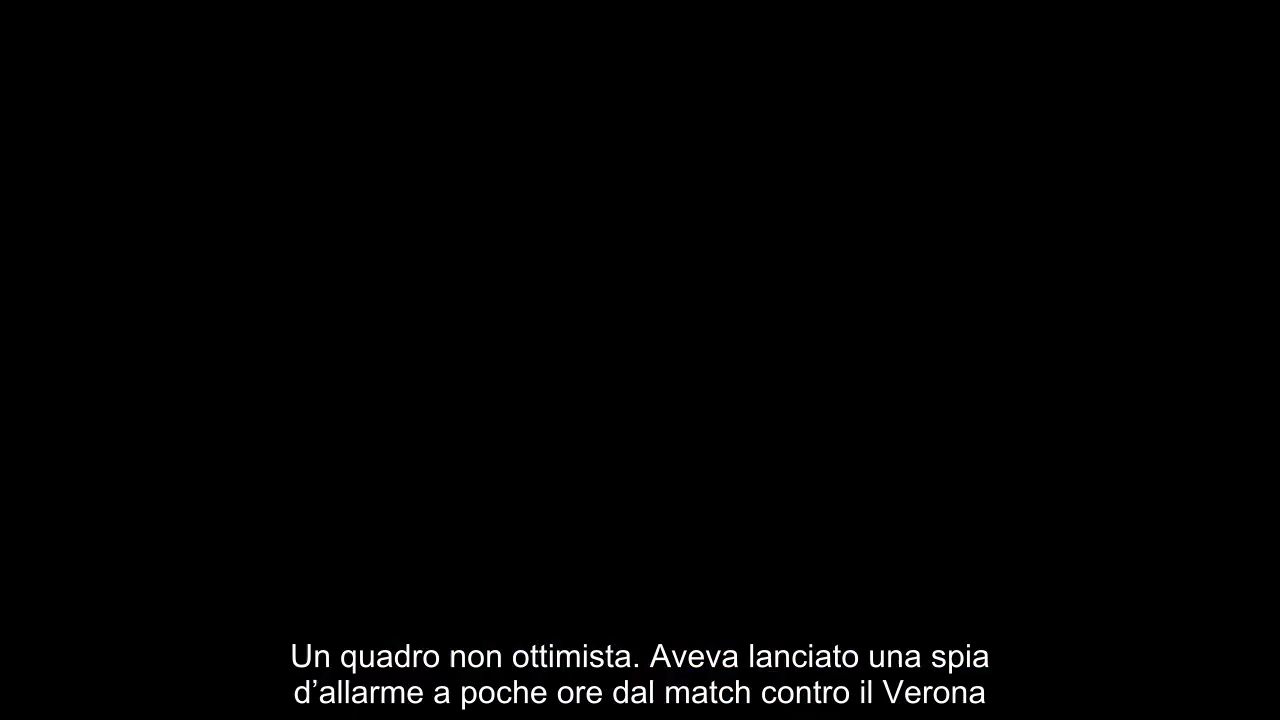 Un quadro non ottimista. Aveva lanciato una spia
d’allarme a poche ore dal match contro il Verona